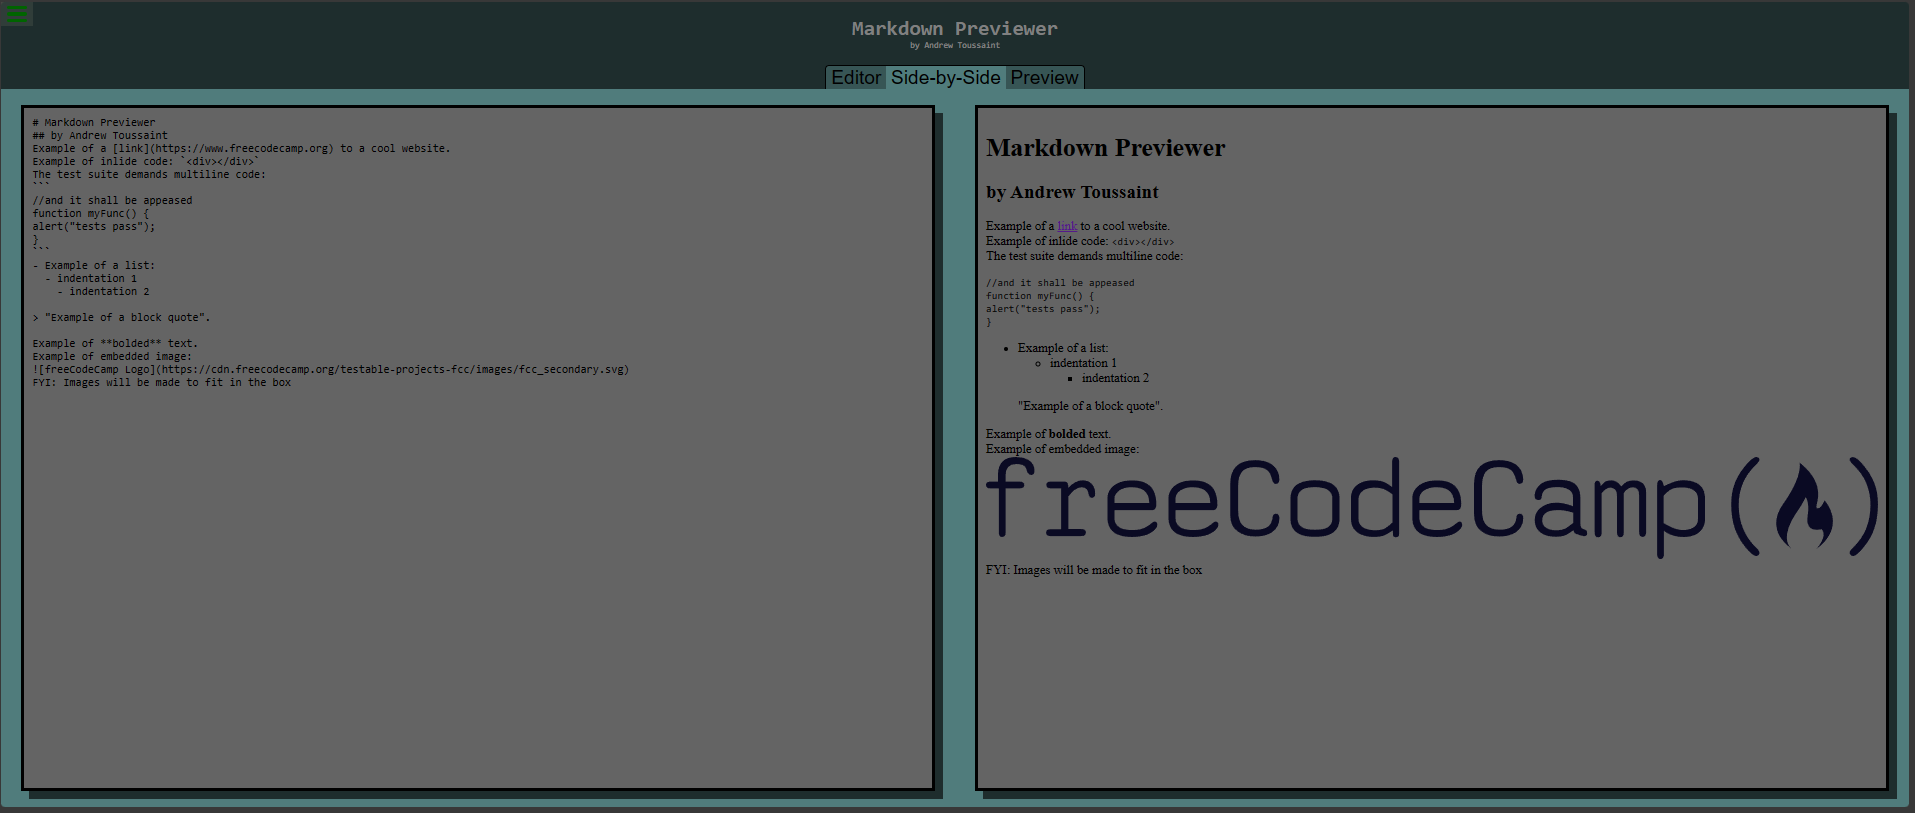 Markdown Previewer
by Andrew Toussaint
Editor Side-by-Side Preview
# Markdown Previewer
## by Andrew Toussaint
Example of a [link](https://www.freecodecamp.org) to a cool website.
Example of inlide code: `<div></div>`
The test suite demands multiline code:
```
//and it shall be appeased
function myFunc() {
alert("tests pass");
}
```
- Example of a list:
  - indentation 1
    - indentation 2
> "Example of a block quote".
Example of **bolded** text.
Example of embedded image:
![freeCodeCamp Logo](https://cdn.freecodecamp.org/testable-projects-fcc/images/fcc_secondary.svg)
FYI: Images will be made to fit in the box
Markdown Previewer
by Andrew Toussaint
Example of a link to a cool website.
Example of inlide code: <div></div>
The test suite demands multiline code:
//and it shall be appeased
function myFunc() {
alert("tests pass");
}
Example of a list:
indentation 1
indentation 2
"Example of a block quote".
Example of bolded text.
Example of embedded image:
freeCodeCamp( )
FYI: Images will be made to fit in the box